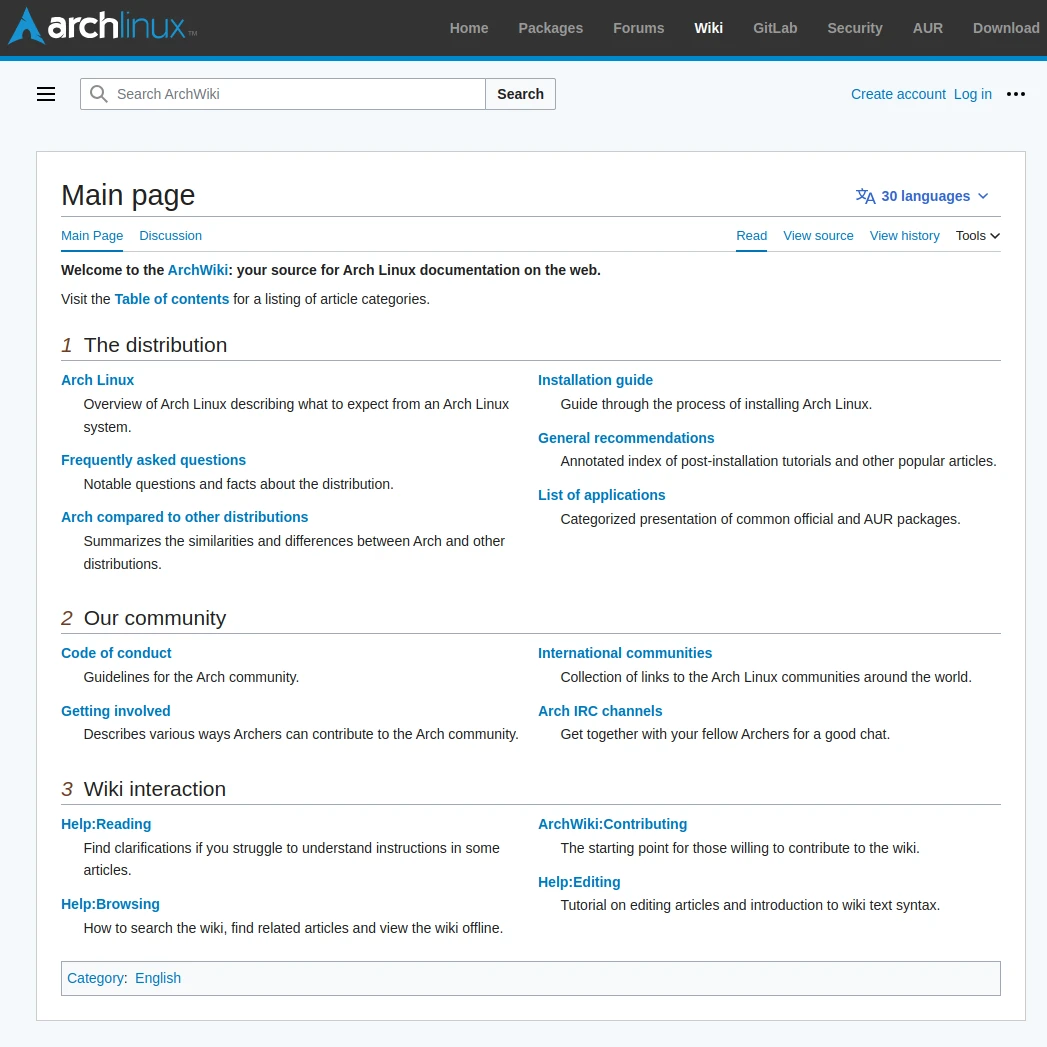 archlinux™
Home Packages Forums Wiki GitLab Security AUR Download
Search ArchWiki Search Create account Log in
Main page
30 languages
Main Page Discussion Read View source View history Tools
Welcome to the ArchWiki: your source for Arch Linux documentation on the web.
Visit the Table of contents for a listing of article categories.
1 The distribution
Arch Linux
Overview of Arch Linux describing what to expect from an Arch Linux
system.
Frequently asked questions
Notable questions and facts about the distribution.
Arch compared to other distributions
Summarizes the similarities and differences between Arch and other
distributions.
Installation guide
Guide through the process of installing Arch Linux.
General recommendations
Annotated index of post-installation tutorials and other popular articles.
List of applications
Categorized presentation of common official and AUR packages.
2 Our community
Code of conduct
Guidelines for the Arch community.
Getting involved
Describes various ways Archers can contribute to the Arch community.
International communities
Collection of links to the Arch Linux communities around the world.
Arch IRC channels
Get together with your fellow Archers for a good chat.
3 Wiki interaction
Help:Reading
Find clarifications if you struggle to understand instructions in some
articles.
Help:Browsing
How to search the wiki, find related articles and view the wiki offline.
ArchWiki:Contributing
The starting point for those willing to contribute to the wiki.
Help:Editing
Tutorial on editing articles and introduction to wiki text syntax.
Category: English